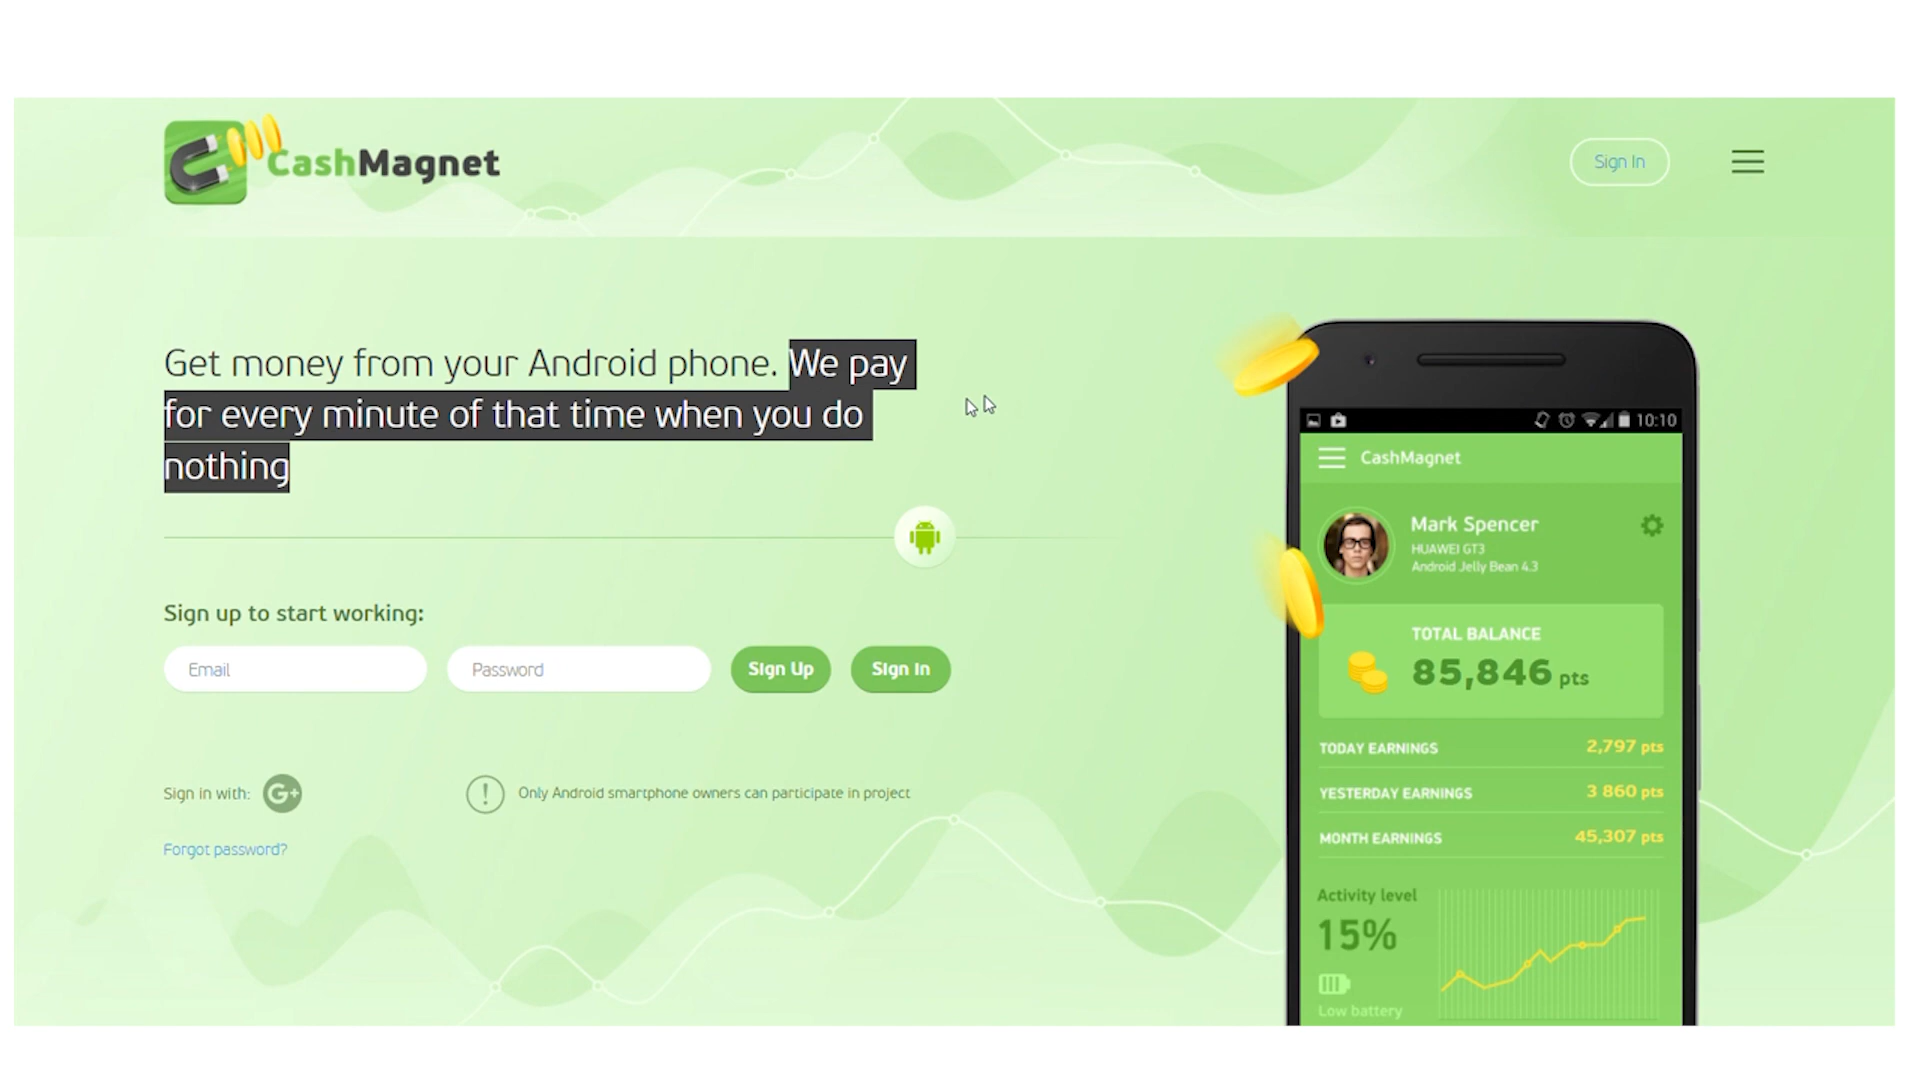 CashMagnet
Sign In
Get money from your Android phone. We pay
for every minute of that time when you do
nothing
Sign up to start working:
Email
Password
Sign Up
Sign In
Sign in with:
G+
Only Android smartphone owners can participate in project
Forgot password?
10:10
CashMagnet
Mark Spencer
HUAWEI GT3
Android Jelly Bean 4.3
TOTAL BALANCE
85,846 pts
TODAY EARNINGS 2,797 pts
YESTERDAY EARNINGS 3 860 pts
MONTH EARNINGS 45,307 pts
Activity level
15%
Low battery